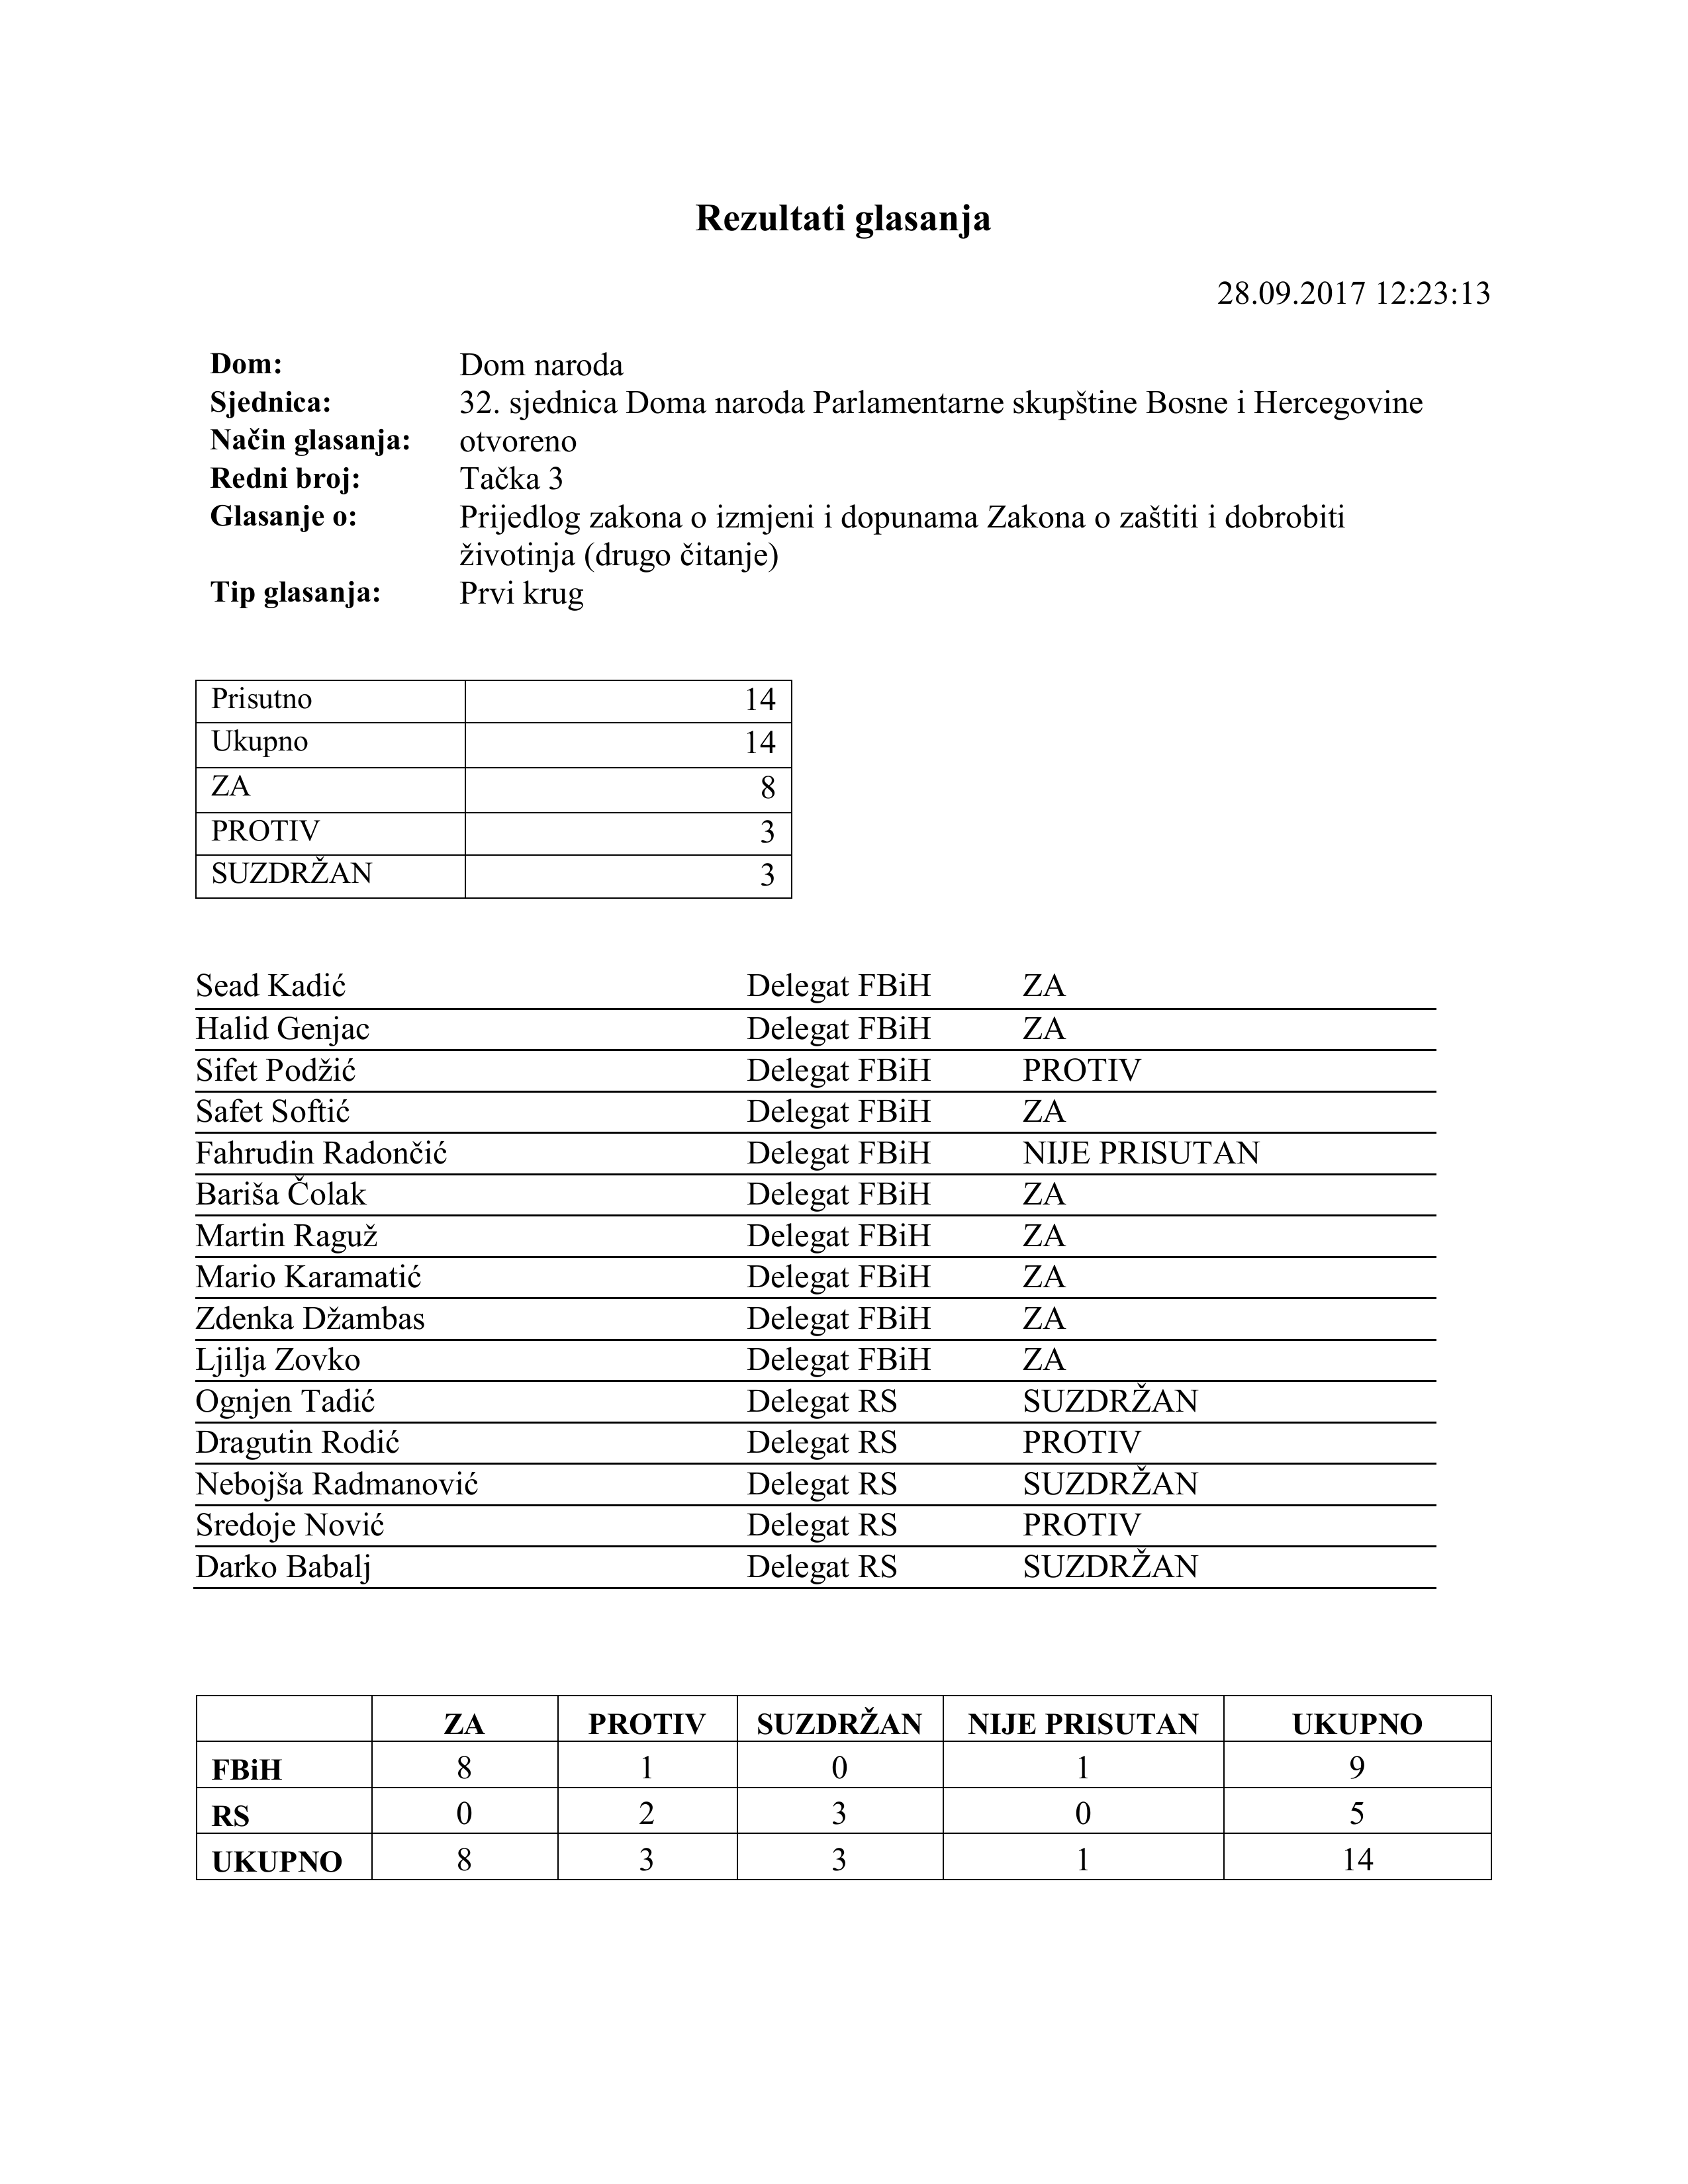 Rezultati glasanja
28.09.2017 12:23:13
Dom: Dom naroda
Sjednica: 32. sjednica Doma naroda Parlamentarne skupštine Bosne i Hercegovine
Način glasanja: otvoreno
Redni broj: Tačka 3
Glasanje o: Prijedlog zakona o izmjeni i dopunama Zakona o zaštiti i dobrobiti
životinja (drugo čitanje)
Tip glasanja: Prvi krug
Prisutno 14
Ukupno 14
ZA 8
PROTIV 3
SUZDRŽAN 3
Sead Kadić Delegat FBiH ZA
Halid Genjac Delegat FBiH ZA
Sifet Podžić Delegat FBiH PROTIV
Safet Softić Delegat FBiH ZA
Fahrudin Radončić Delegat FBiH NIJE PRISUTAN
Bariša Čolak Delegat FBiH ZA
Martin Raguž Delegat FBiH ZA
Mario Karamatić Delegat FBiH ZA
Zdenka Džambas Delegat FBiH ZA
Ljilja Zovko Delegat FBiH ZA
Ognjen Tadić Delegat RS SUZDRŽAN
Dragutin Rodić Delegat RS PROTIV
Nebojša Radmanović Delegat RS SUZDRŽAN
Sredoje Nović Delegat RS PROTIV
Darko Babalj Delegat RS SUZDRŽAN
ZA PROTIV SUZDRŽAN NIJE PRISUTAN UKUPNO
FBiH 8 1 0 1 9
RS 0 2 3 0 5
UKUPNO 8 3 3 1 14